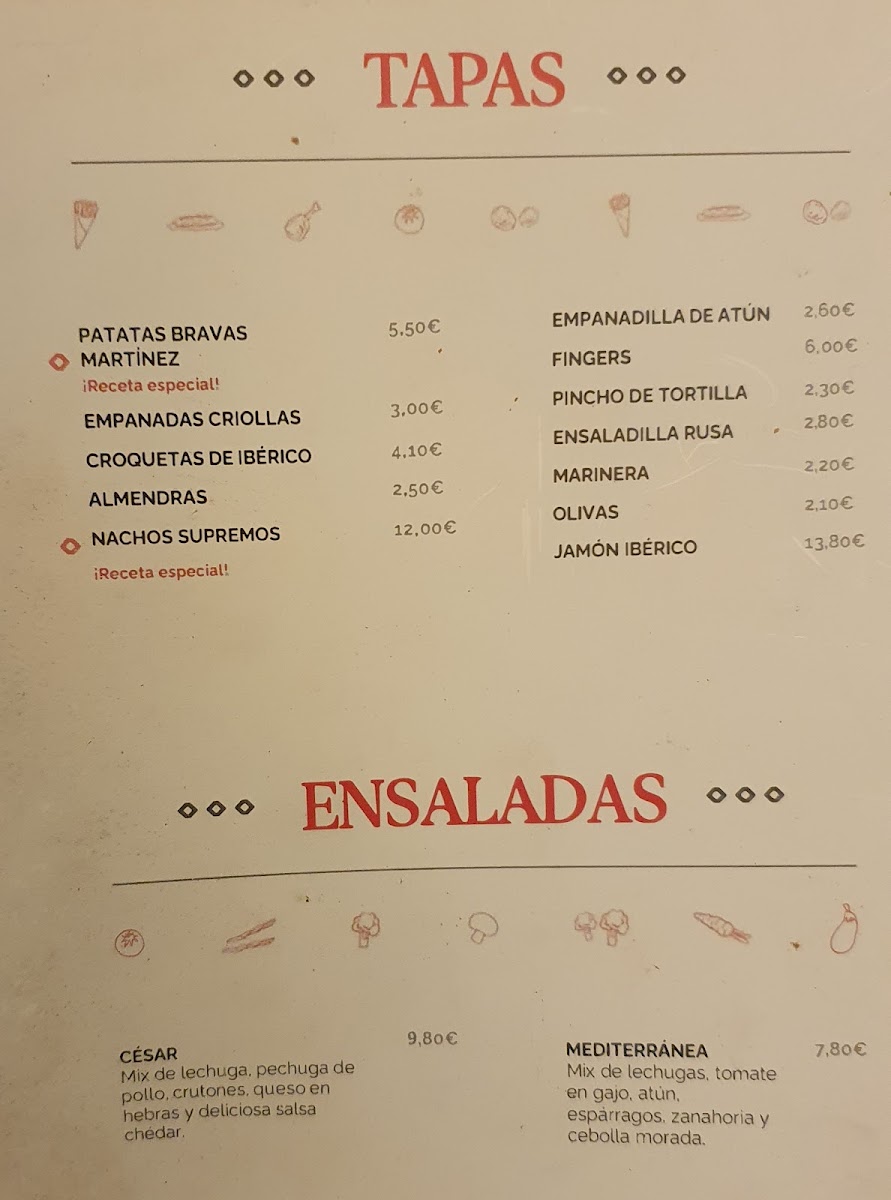 TAPAS
PATATAS BRAVAS 5,50€
MARTÍNEZ
¡Receta especial!
EMPANADAS CRIOLLAS 3,00€
CROQUETAS DE IBÉRICO 4,10€
ALMENDRAS 2,50€
NACHOS SUPREMOS 12,00€
¡Receta especial!
EMPANADILLA DE ATÚN 2,60€
FINGERS 6,00€
PINCHO DE TORTILLA 2,30€
ENSALADILLA RUSA 2,80€
MARINERA 2,20€
OLIVAS 2,10€
JAMÓN IBÉRICO 13,80€
ENSALADAS
CÉSAR 9,80€
Mix de lechuga, pechuga de
pollo, crutones, queso en
hebras y deliciosa salsa
chédar.
MEDITERRÁNEA 7,80€
Mix de lechugas, tomate
en gajo, atún,
espárragos, zanahoria y
cebolla morada.